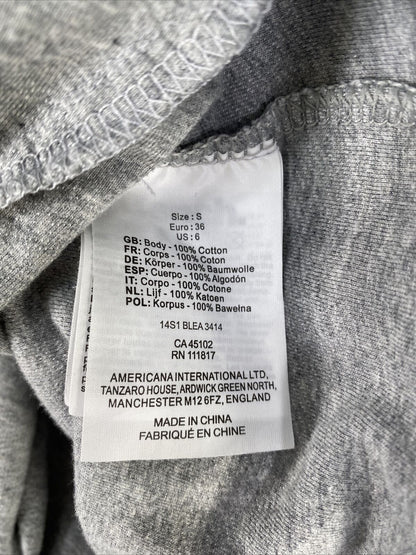 Size : S
Euro : 36
US : 6
GB: Body - 100% Cotton
FR: Corps - 100% Coton
DE: Körper - 100% Baumwolle
ESP: Cuerpo - 100% Algodón
IT: Corpo - 100% Cotone
NL: Lijf - 100% Katoen
POL: Korpus - 100% Bawełna
14S1 BLEA 3414
CA 45102
RN 111817
AMERICANA INTERNATIONAL LTD,
TANZARO HOUSE, ARDWICK GREEN NORTH,
MANCHESTER M12 6FZ, ENGLAND
MADE IN CHINA
FABRIQUÉ EN CHINE